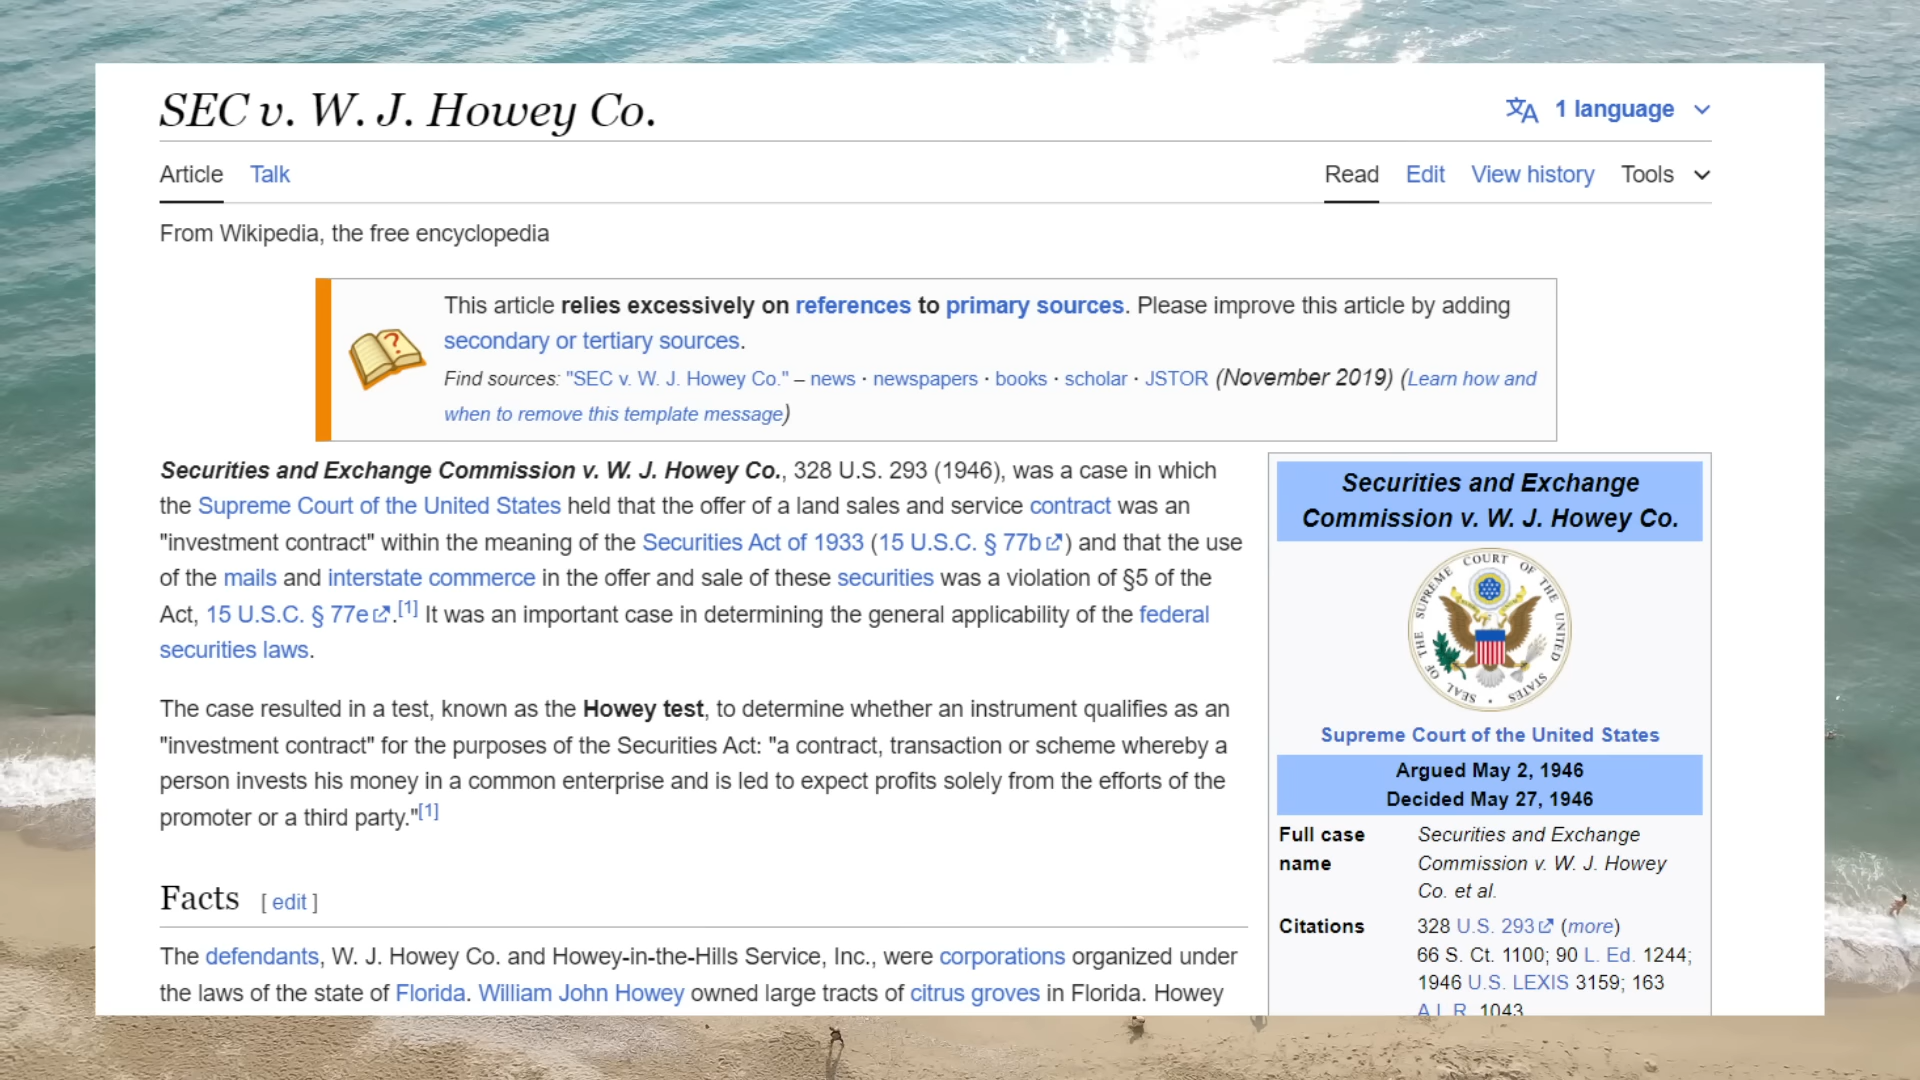 SEC v. W. J. Howey Co.
1 language
Article Talk
Read Edit View history Tools
From Wikipedia, the free encyclopedia
This article relies excessively on references to primary sources. Please improve this article by adding
secondary or tertiary sources.
Find sources: "SEC v. W. J. Howey Co." – news · newspapers · books · scholar · JSTOR (November 2019) (Learn how and
when to remove this template message)
Securities and Exchange Commission v. W. J. Howey Co., 328 U.S. 293 (1946), was a case in which
the Supreme Court of the United States held that the offer of a land sales and service contract was an
"investment contract" within the meaning of the Securities Act of 1933 (15 U.S.C. § 77b) and that the use
of the mails and interstate commerce in the offer and sale of these securities was a violation of §5 of the
Act, 15 U.S.C. § 77e.[1] It was an important case in determining the general applicability of the federal
securities laws.
The case resulted in a test, known as the Howey test, to determine whether an instrument qualifies as an
"investment contract" for the purposes of the Securities Act: "a contract, transaction or scheme whereby a
person invests his money in a common enterprise and is led to expect profits solely from the efforts of the
promoter or a third party."[1]
Facts [ edit ]
The defendants, W. J. Howey Co. and Howey-in-the-Hills Service, Inc., were corporations organized under
the laws of the state of Florida. William John Howey owned large tracts of citrus groves in Florida. Howey
Securities and Exchange
Commission v. W. J. Howey Co.
SEAL OF THE SUPREME COURT OF THE UNITED STATES
Supreme Court of the United States
Argued May 2, 1946
Decided May 27, 1946
Full case name
Securities and Exchange
Commission v. W. J. Howey
Co. et al.
Citations
328 U.S. 293 (more)
66 S. Ct. 1100; 90 L. Ed. 1244;
1946 U.S. LEXIS 3159; 163
A.L.R. 1043